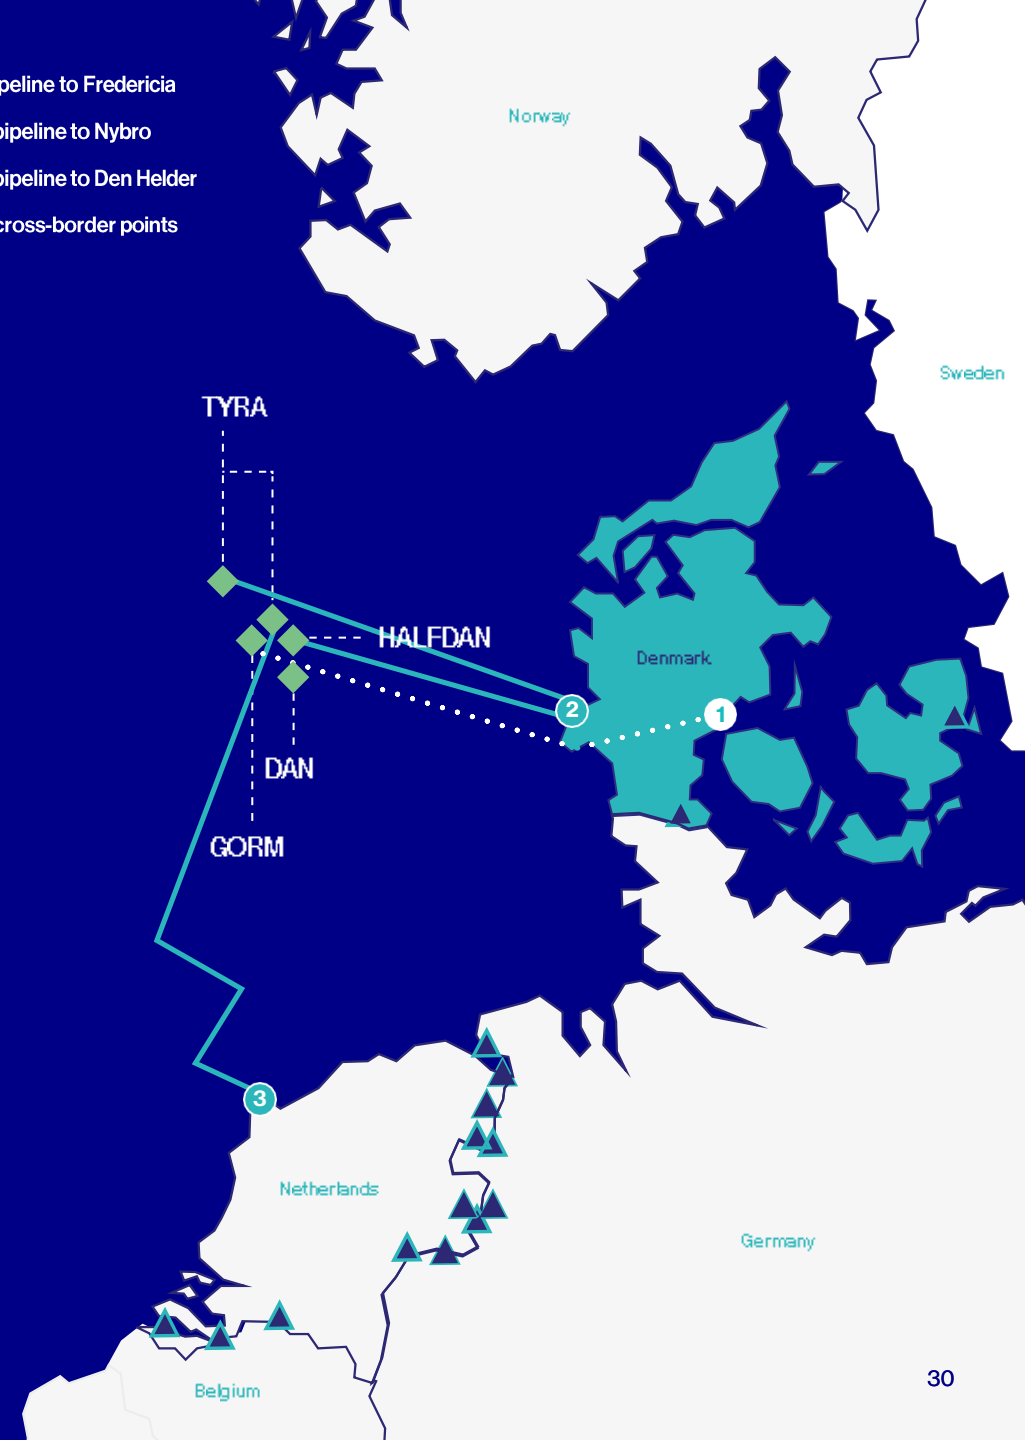 peline to Fredericia
pipeline to Nybro
pipeline to Den Helder
cross-border points
Norway
Sweden
TYRA
HALFDAN
Denmark
2
1
DAN
GORM
3
Netherlands
Germany
30
Belgium